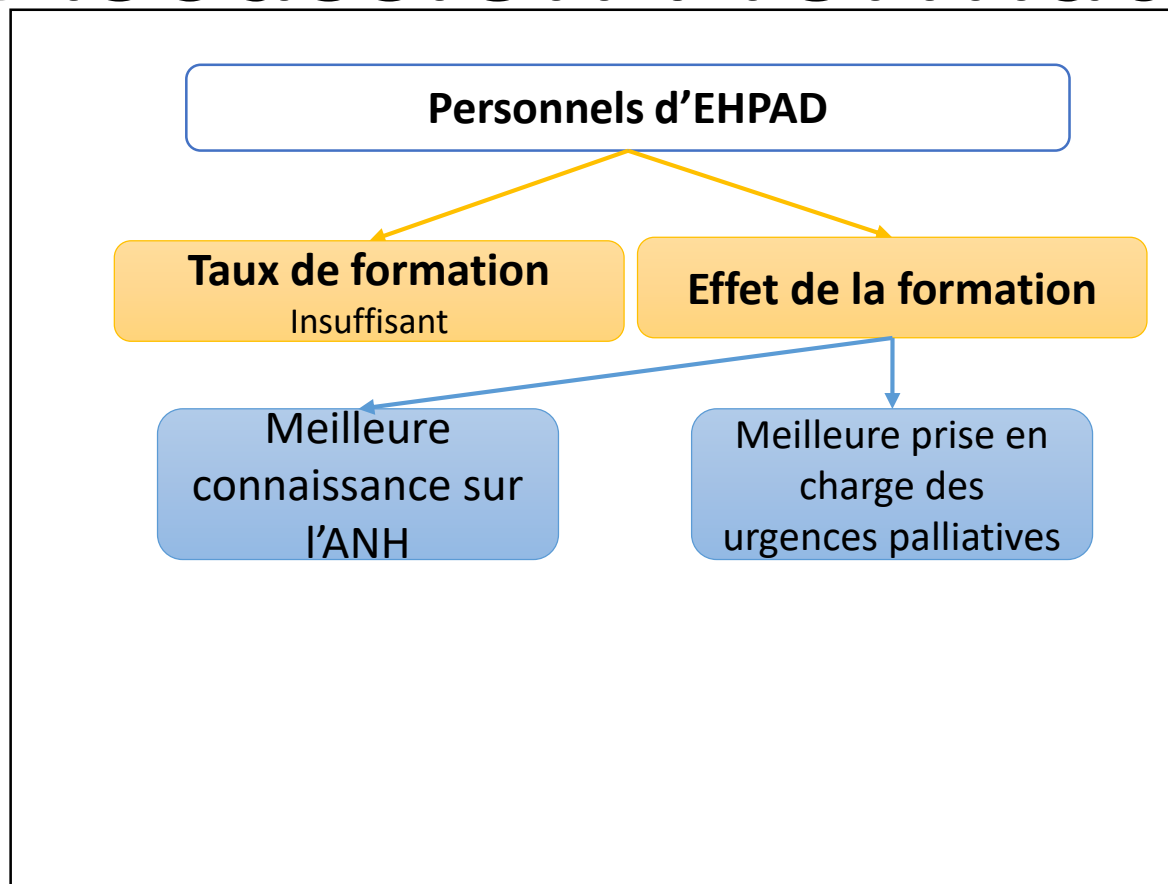 Personnels d’EHPAD
Taux de formation
Insuffisant
Effet de la formation
Meilleure
connaissance sur
l’ANH
Meilleure prise en
charge des
urgences palliatives